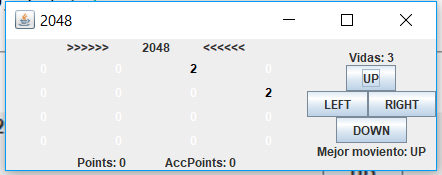 2048
>>>>>> 2048 <<<<<<
0 0 2 0
0 0 0 2
0 0 0 0
0 0 0 0
Points: 0 AccPoints: 0
Vidas: 3
UP
LEFT RIGHT
DOWN
Mejor moviento: UP